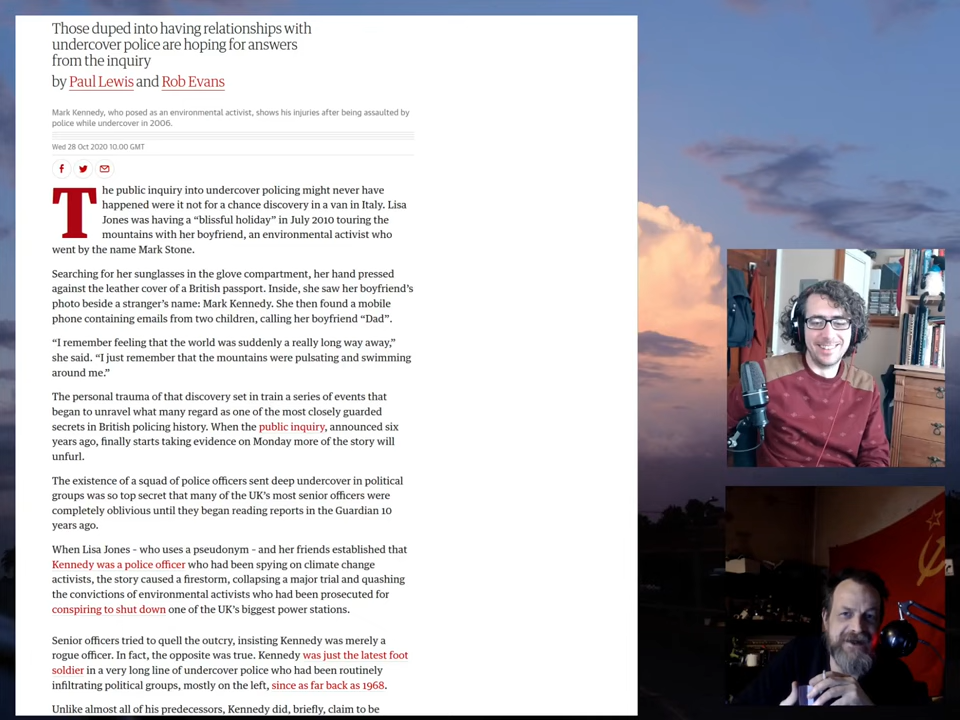 Those duped into having relationships with
undercover police are hoping for answers
from the inquiry
by Paul Lewis and Rob Evans
Mark Kennedy, who posed as an environmental activist, shows his injuries after being assaulted by
police while undercover in 2006.
Wed 28 Oct 2020 10.00 GMT
The public inquiry into undercover policing might never have
happened were it not for a chance discovery in a van in Italy. Lisa
Jones was having a “blissful holiday” in July 2010 touring the
mountains with her boyfriend, an environmental activist who
went by the name Mark Stone.
Searching for her sunglasses in the glove compartment, her hand pressed
against the leather cover of a British passport. Inside, she saw her boyfriend’s
photo beside a stranger’s name: Mark Kennedy. She then found a mobile
phone containing emails from two children, calling her boyfriend “Dad”.
“I remember feeling that the world was suddenly a really long way away,”
she said. “I just remember that the mountains were pulsating and swimming
around me.”
The personal trauma of that discovery set in train a series of events that
began to unravel what many regard as one of the most closely guarded
secrets in British policing history. When the public inquiry, announced six
years ago, finally starts taking evidence on Monday more of the story will
unfurl.
The existence of a squad of police officers sent deep undercover in political
groups was so top secret that many of the UK’s most senior officers were
completely oblivious until they began reading reports in the Guardian 10
years ago.
When Lisa Jones – who uses a pseudonym – and her friends established that
Kennedy was a police officer who had been spying on climate change
activists, the story caused a firestorm, collapsing a major trial and quashing
the convictions of environmental activists who had been prosecuted for
conspiring to shut down one of the UK’s biggest power stations.
Senior officers tried to quell the outcry, insisting Kennedy was merely a
rogue officer. In fact, the opposite was true. Kennedy was just the latest foot
soldier in a very long line of undercover police who had been routinely
infiltrating political groups, mostly on the left, since as far back as 1968.
Unlike almost all of his predecessors, Kennedy did, briefly, claim to be